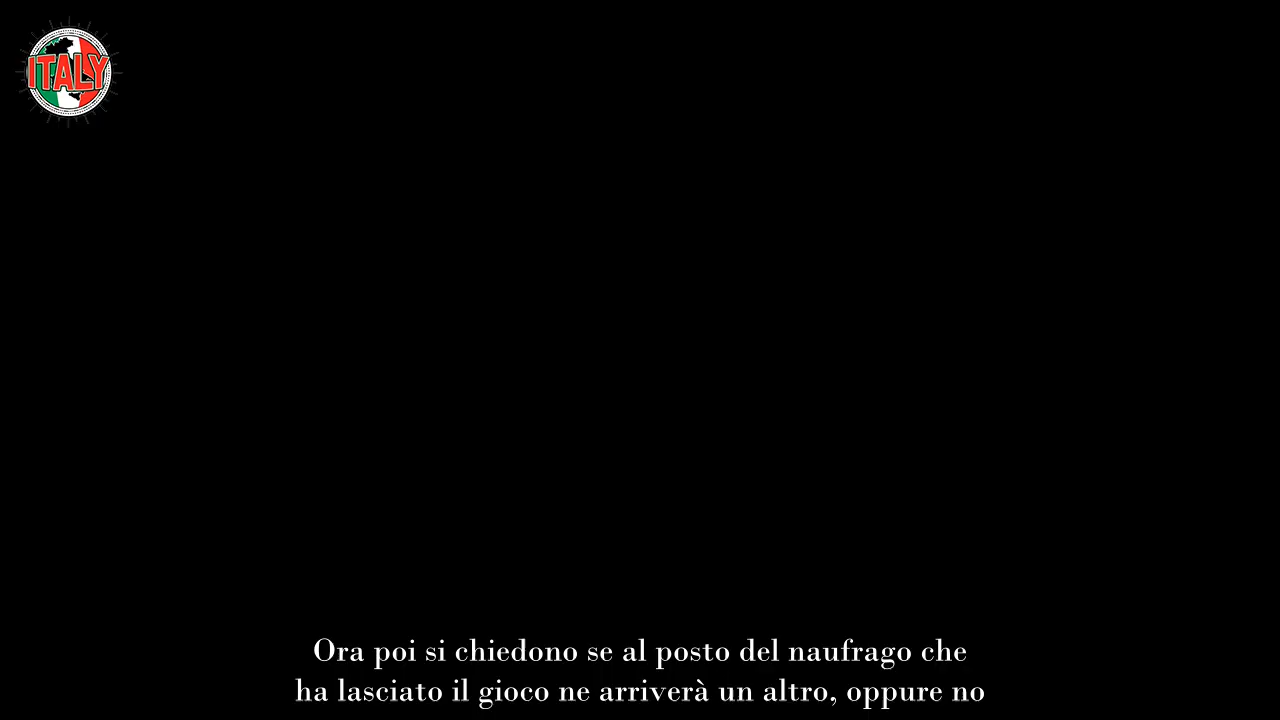 ITALY
Ora poi si chiedono se al posto del naufrago che
ha lasciato il gioco ne arriverà un altro, oppure no